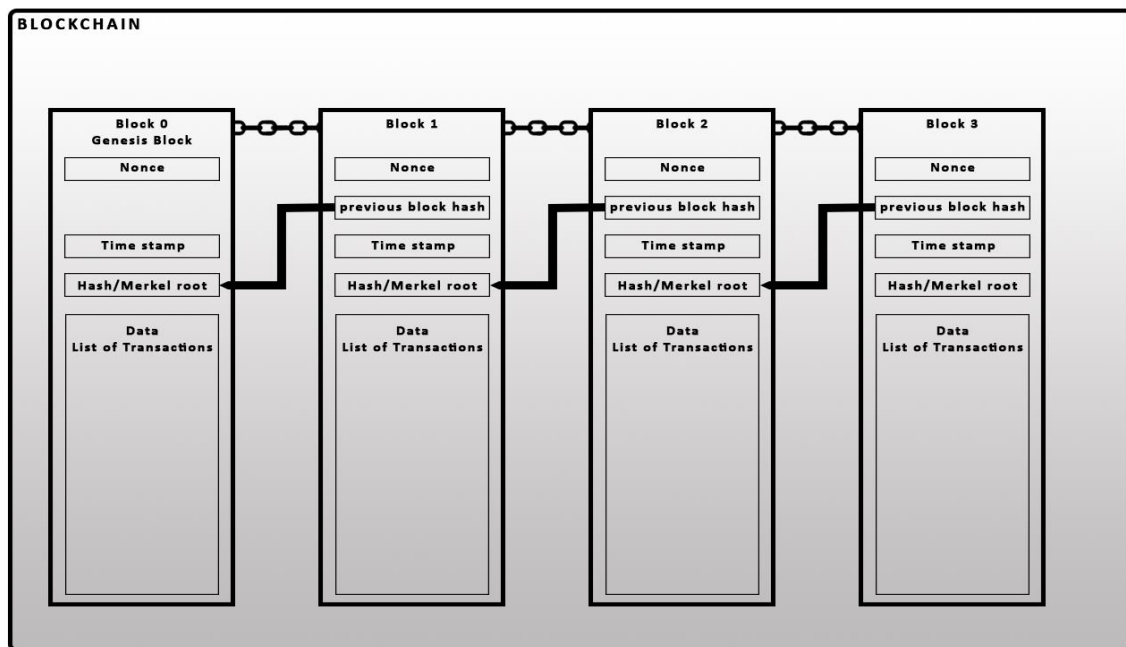 BLOCKCHAIN
Block 0
Genesis Block
Nonce
Time stamp
Hash/Merkel root
Data
List of Transactions
Block 1
Nonce
previous block hash
Time stamp
Hash/Merkel root
Data
List of Transactions
Block 2
Nonce
previous block hash
Time stamp
Hash/Merkel root
Data
List of Transactions
Block 3
Nonce
previous block hash
Time stamp
Hash/Merkel root
Data
List of Transactions